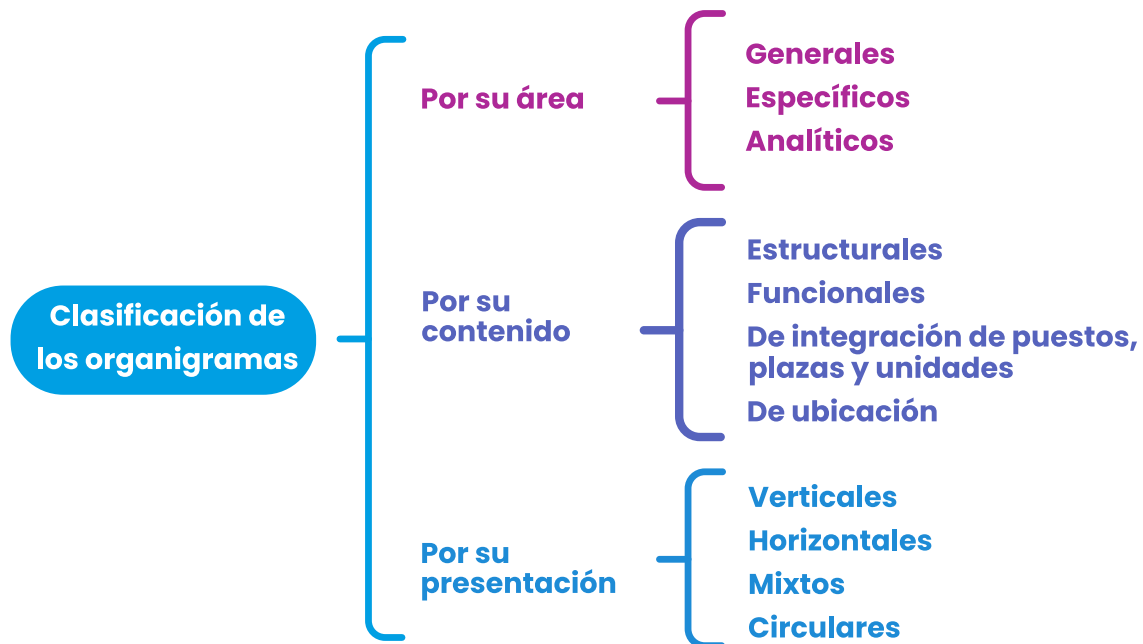 Clasificación de
los organigramas
Por su área
Generales
Específicos
Analíticos
Por su
contenido
Estructurales
Funcionales
De integración de puestos,
plazas y unidades
De ubicación
Por su
presentación
Verticales
Horizontales
Mixtos
Circulares